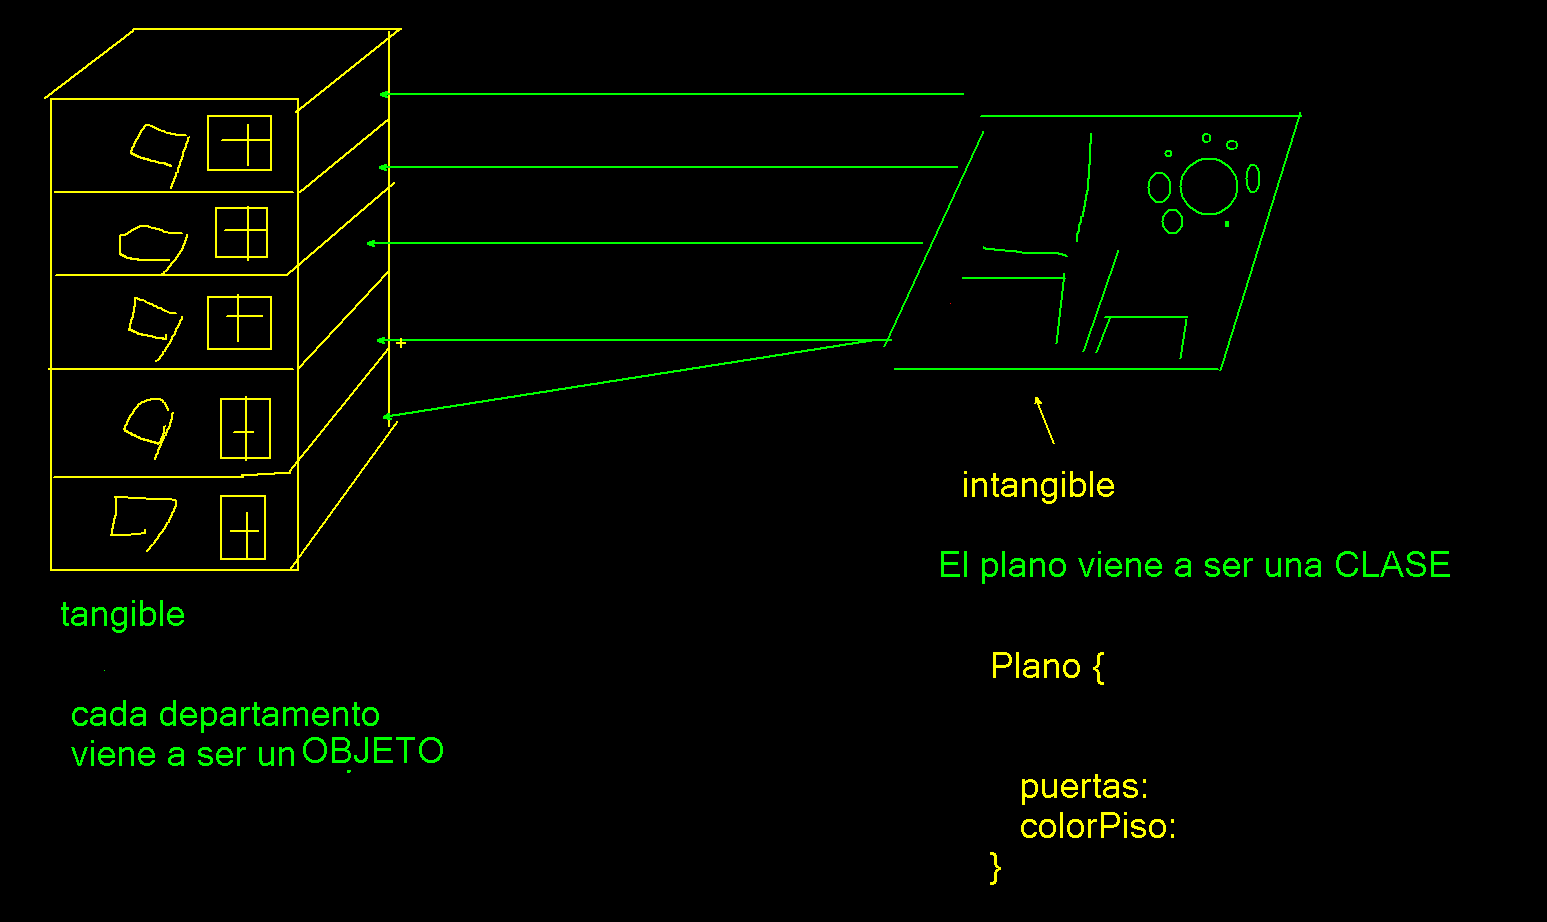 intangible
El plano viene a ser una CLASE
tangible
Plano {
cada departamento
viene a ser un OBJETO
puertas:
colorPiso:
}